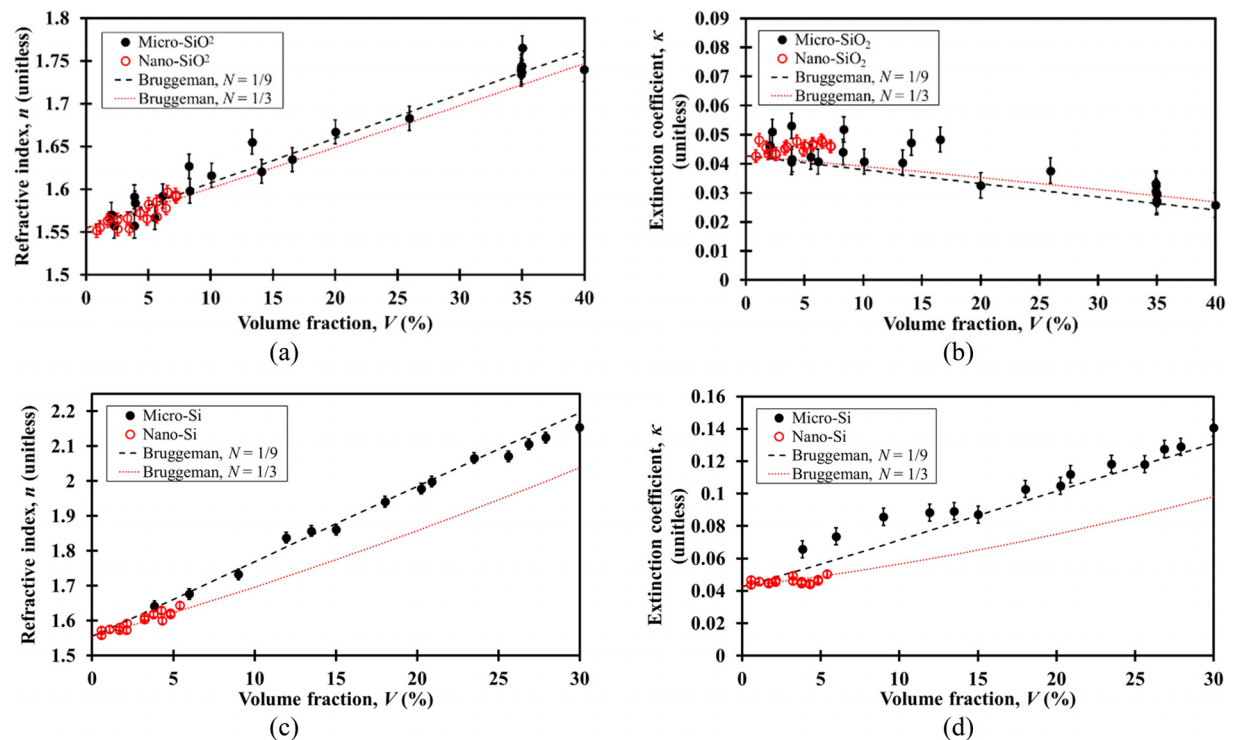 Refractive index, n (unitless)
1.8
1.75
1.7
1.65
1.6
1.55
1.5
Micro-SiO²
Nano-SiO²
Bruggeman, N = 1/9
Bruggeman, N = 1/3
0 5 10 15 20 25 30 35 40
Volume fraction, V (%)
(a)
Extinction coefficient, κ
(unitless)
0.09
0.08
0.07
0.06
0.05
0.04
0.03
0.02
0.01
0
Micro-SiO₂
Nano-SiO₂
Bruggeman, N = 1/9
Bruggeman, N = 1/3
0 5 10 15 20 25 30 35 40
Volume fraction, V (%)
(b)
Refractive index, n (unitless)
2.2
2.1
2
1.9
1.8
1.7
1.6
1.5
Micro-Si
Nano-Si
Bruggeman, N = 1/9
Bruggeman, N = 1/3
0 5 10 15 20 25 30
Volume fraction, V (%)
(c)
Extinction coefficient, κ
(unitless)
0.16
0.14
0.12
0.1
0.08
0.06
0.04
0.02
0
Micro-Si
Nano-Si
Bruggeman, N = 1/9
Bruggeman, N = 1/3
0 5 10 15 20 25 30
Volume fraction, V (%)
(d)